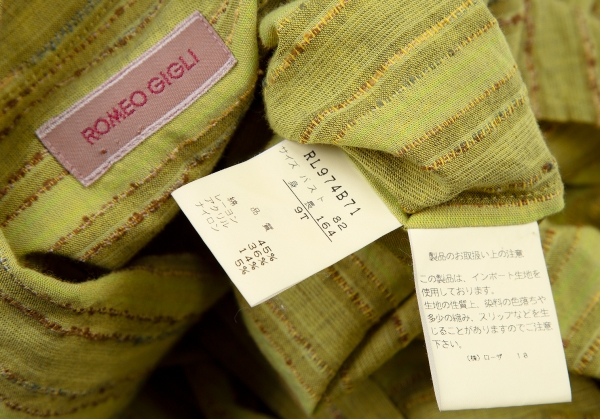 ROMEO GIGLI
RL974B71
サイズ バスト 82
身 長 164
9T
品 質
綿 45%
レーヨン 36%
アクリル 14%
ナイロン 5%
製品のお取扱い上の注意
この製品は、インポート生地を
使用しております。
生地の性質上、染料の色落ちや
多少の縮み、スリップなどを生
じることがありますのでご注意
下さい。
(株)ローザ 18